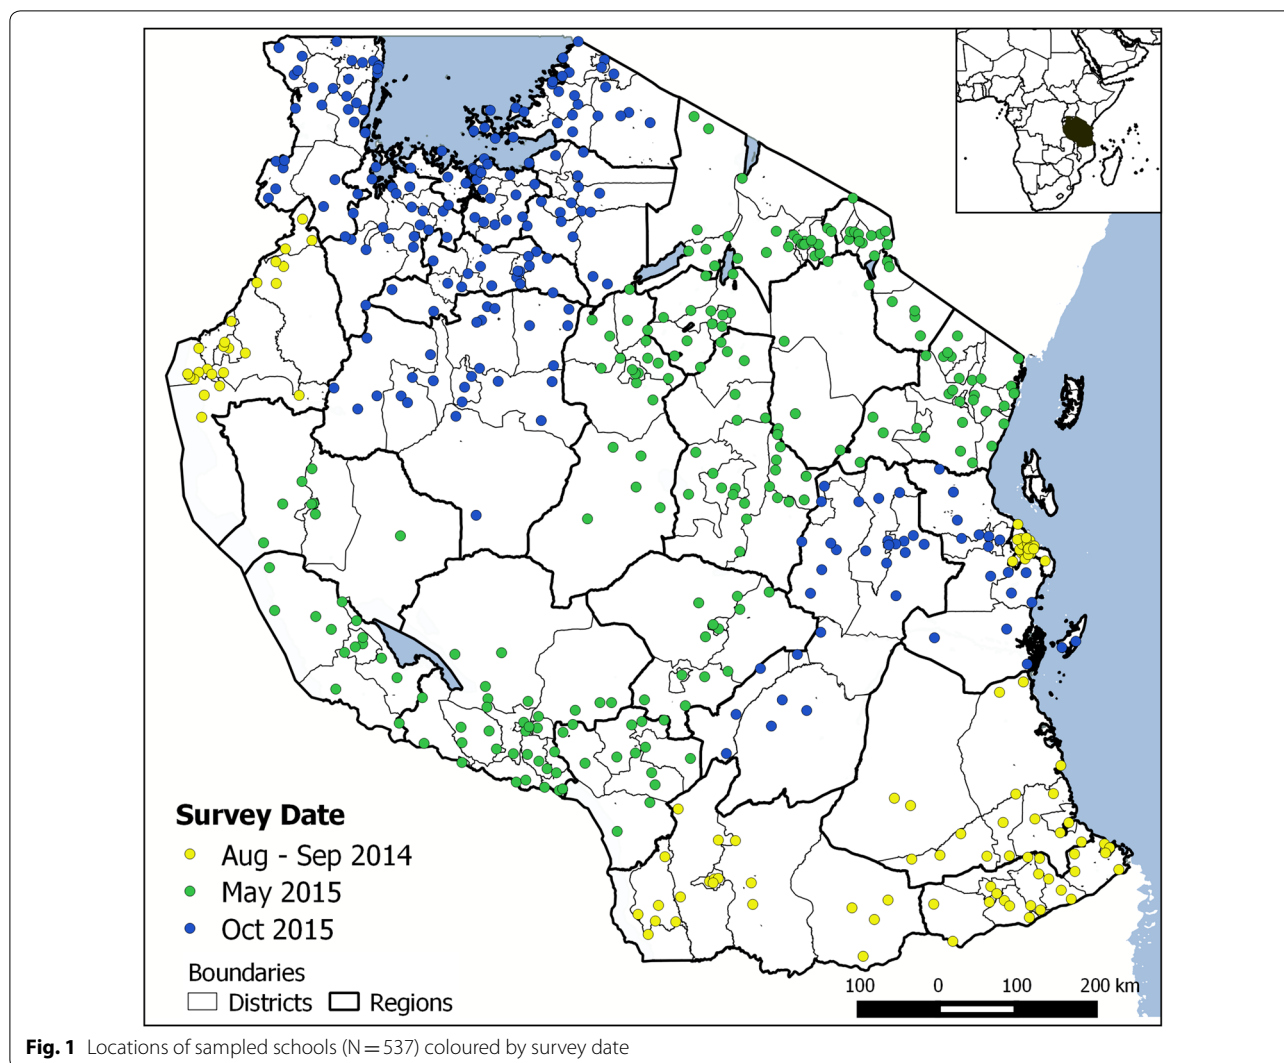 Survey Date
Aug - Sep 2014
May 2015
Oct 2015
Boundaries
Districts Regions
100 0 100 200 km
Fig. 1 Locations of sampled schools (N = 537) coloured by survey date